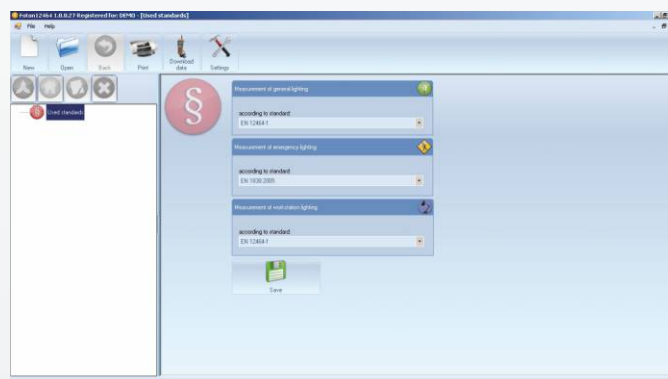 Foton12464 1.0.0.27 Registered for: DEMO - [Used standards]
File Help
New Open Back Print Download data Settings
Used standards
§
Measurement of general lighting
according to standard:
EN 12464-1
Measurement of emergency lighting
according to standard:
EN 1838:2005
Measurement of work station lighting
according to standard:
EN 12464-1
Save